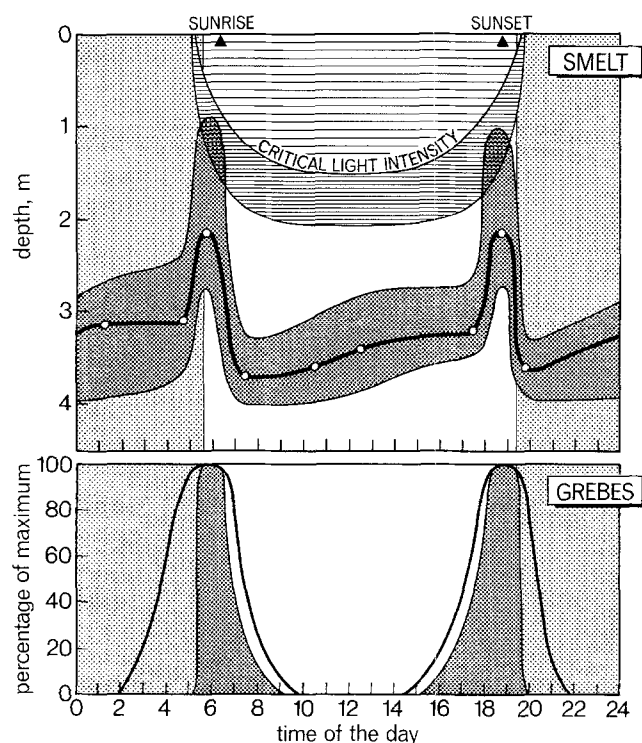 SUNRISE
SUNSET
SMELT
0
1
2
3
4
depth, m
CRITICAL LIGHT INTENSITY
GREBES
100
80
60
40
20
0
percentage of maximum
0 2 4 6 8 10 12 14 16 18 20 22 24
time of the day